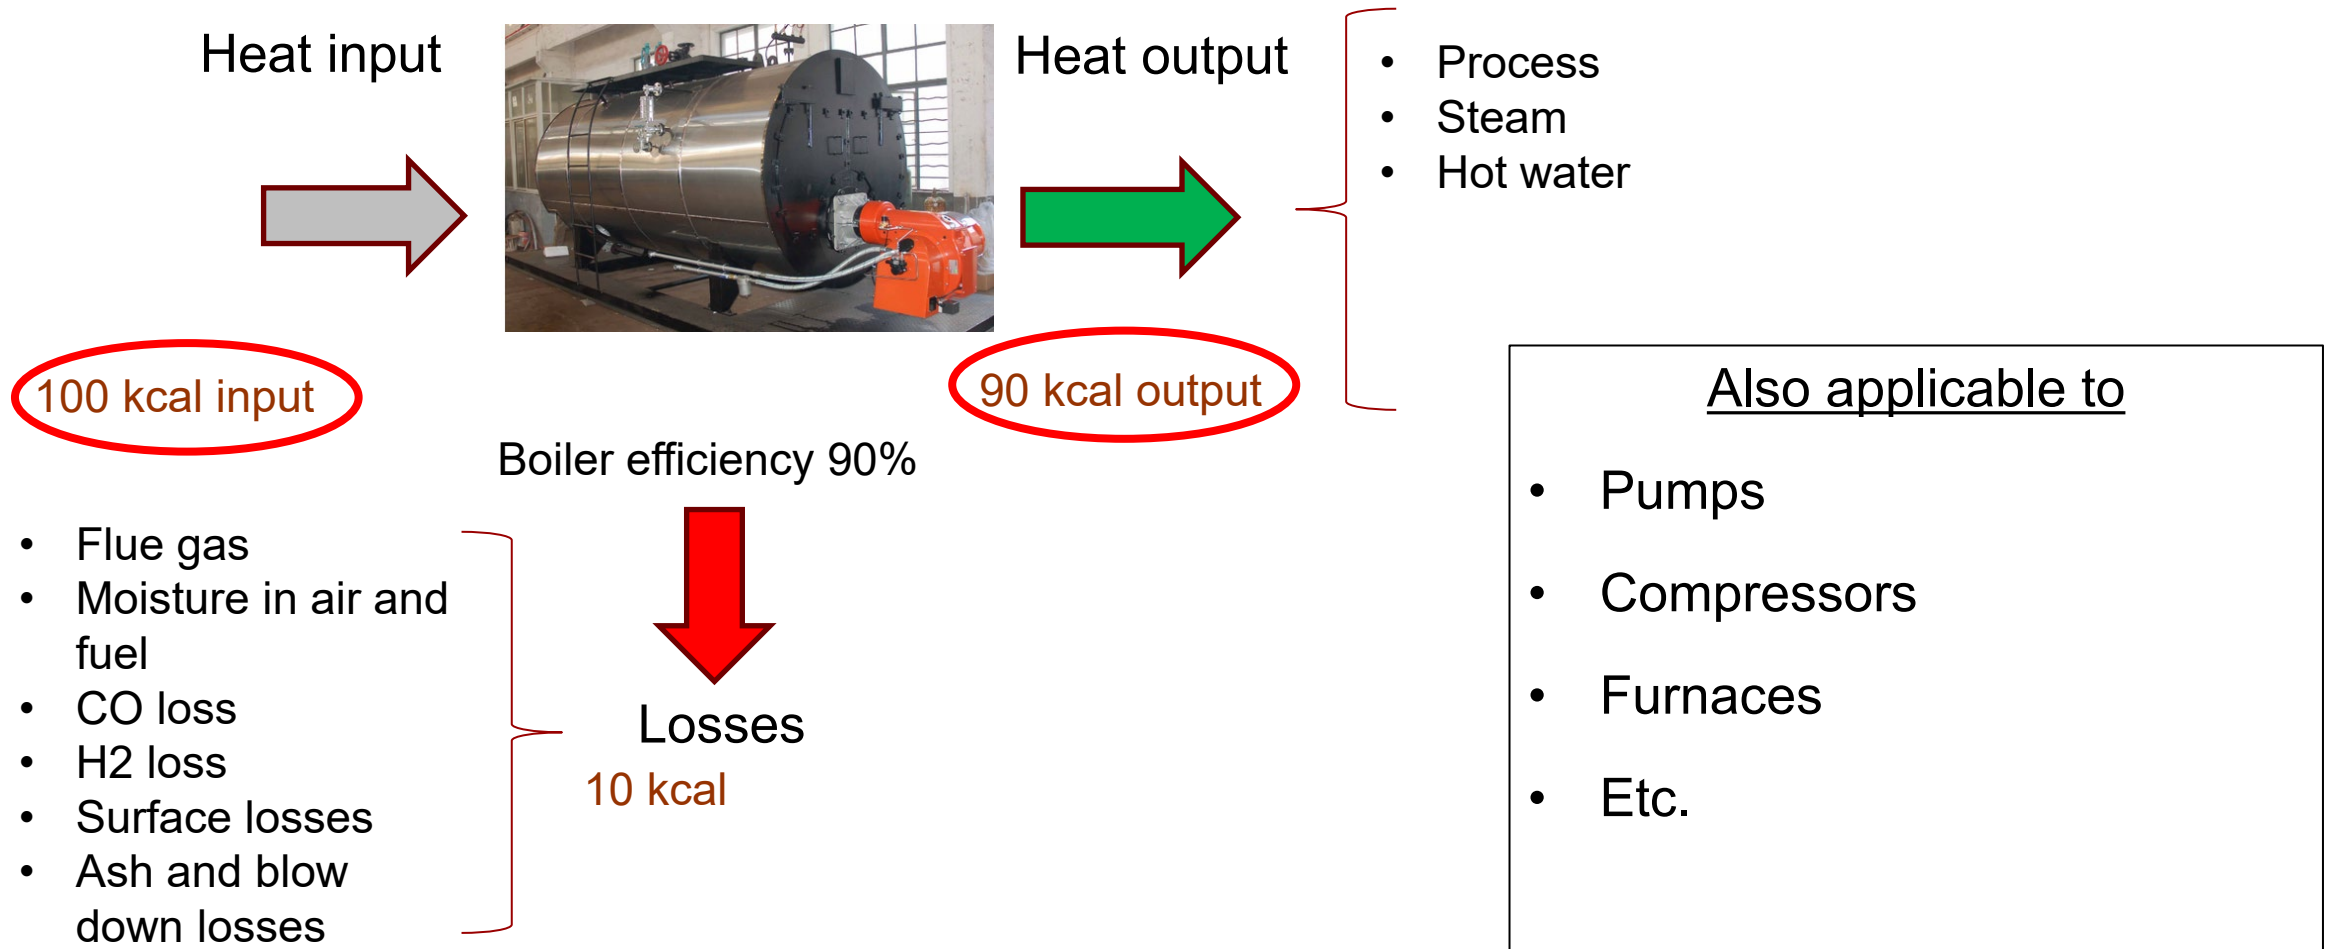 Heat input
Heat output
• Process
• Steam
• Hot water
100 kcal input
90 kcal output
Boiler efficiency 90%
• Flue gas
• Moisture in air and
fuel
• CO loss
• H2 loss
• Surface losses
• Ash and blow
down losses
Losses
10 kcal
Also applicable to
• Pumps
• Compressors
• Furnaces
• Etc.